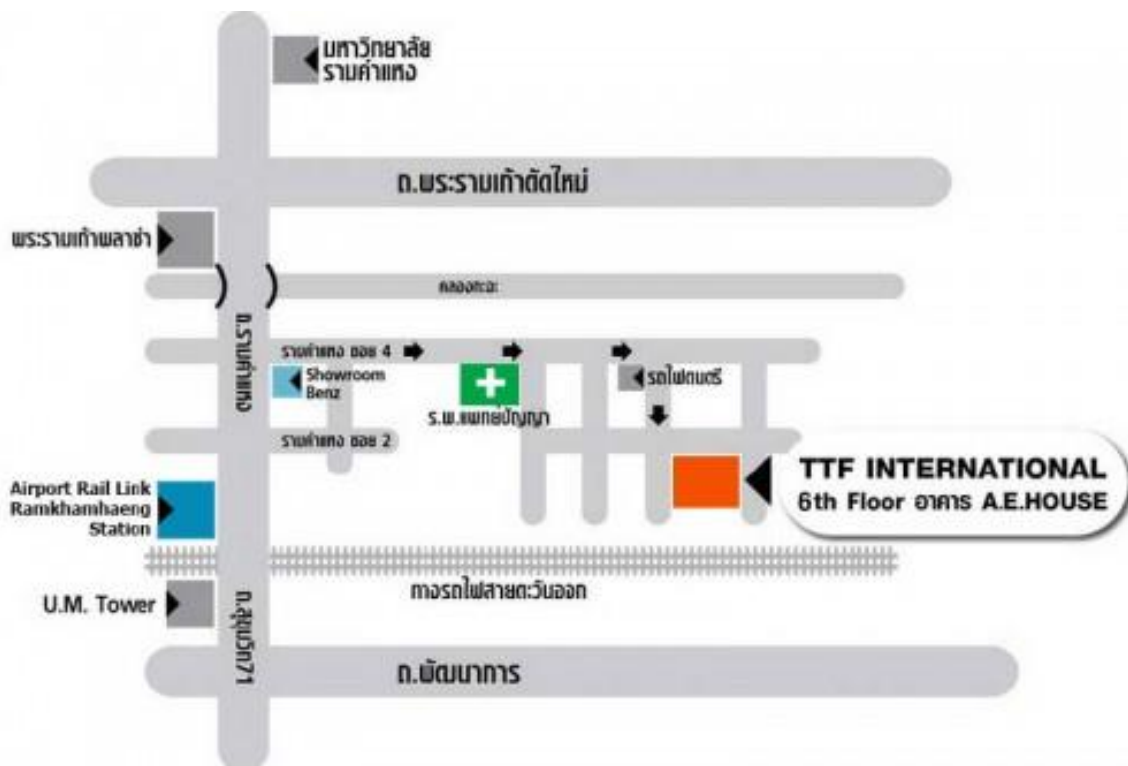 มหาวิทยาลัย
รามคำแหง
ถ.พระรามเก้าตัดใหม่
พระรามเก้าพลาซ่า
คลองกะจะ
ถ.รามคำแหง
รามคำแหง ซอย 4
Showroom
Benz
ร.พ.แพทย์ปัญญา
รถไฟดนตรี
รามคำแหง ซอย 2
TTF INTERNATIONAL
6th Floor อาคาร A.E.HOUSE
Airport Rail Link
Ramkhamhaeng
Station
ทางรถไฟสายตะวันออก
U.M. Tower
ถ.สุขุมวิท71
ถ.พัฒนาการ